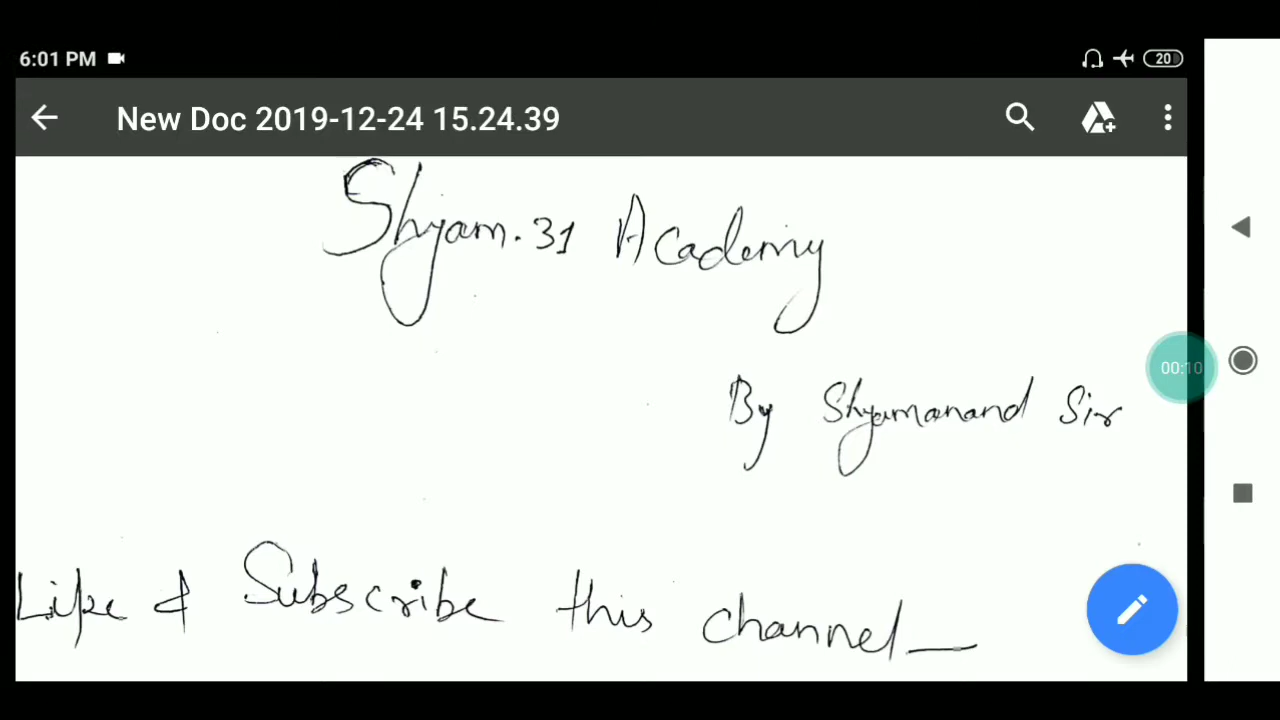 6:01 PM 20
New Doc 2019-12-24 15.24.39
Shyam.31 Academy
00:10
By Shyamanand Sir
Like & Subscribe this channel